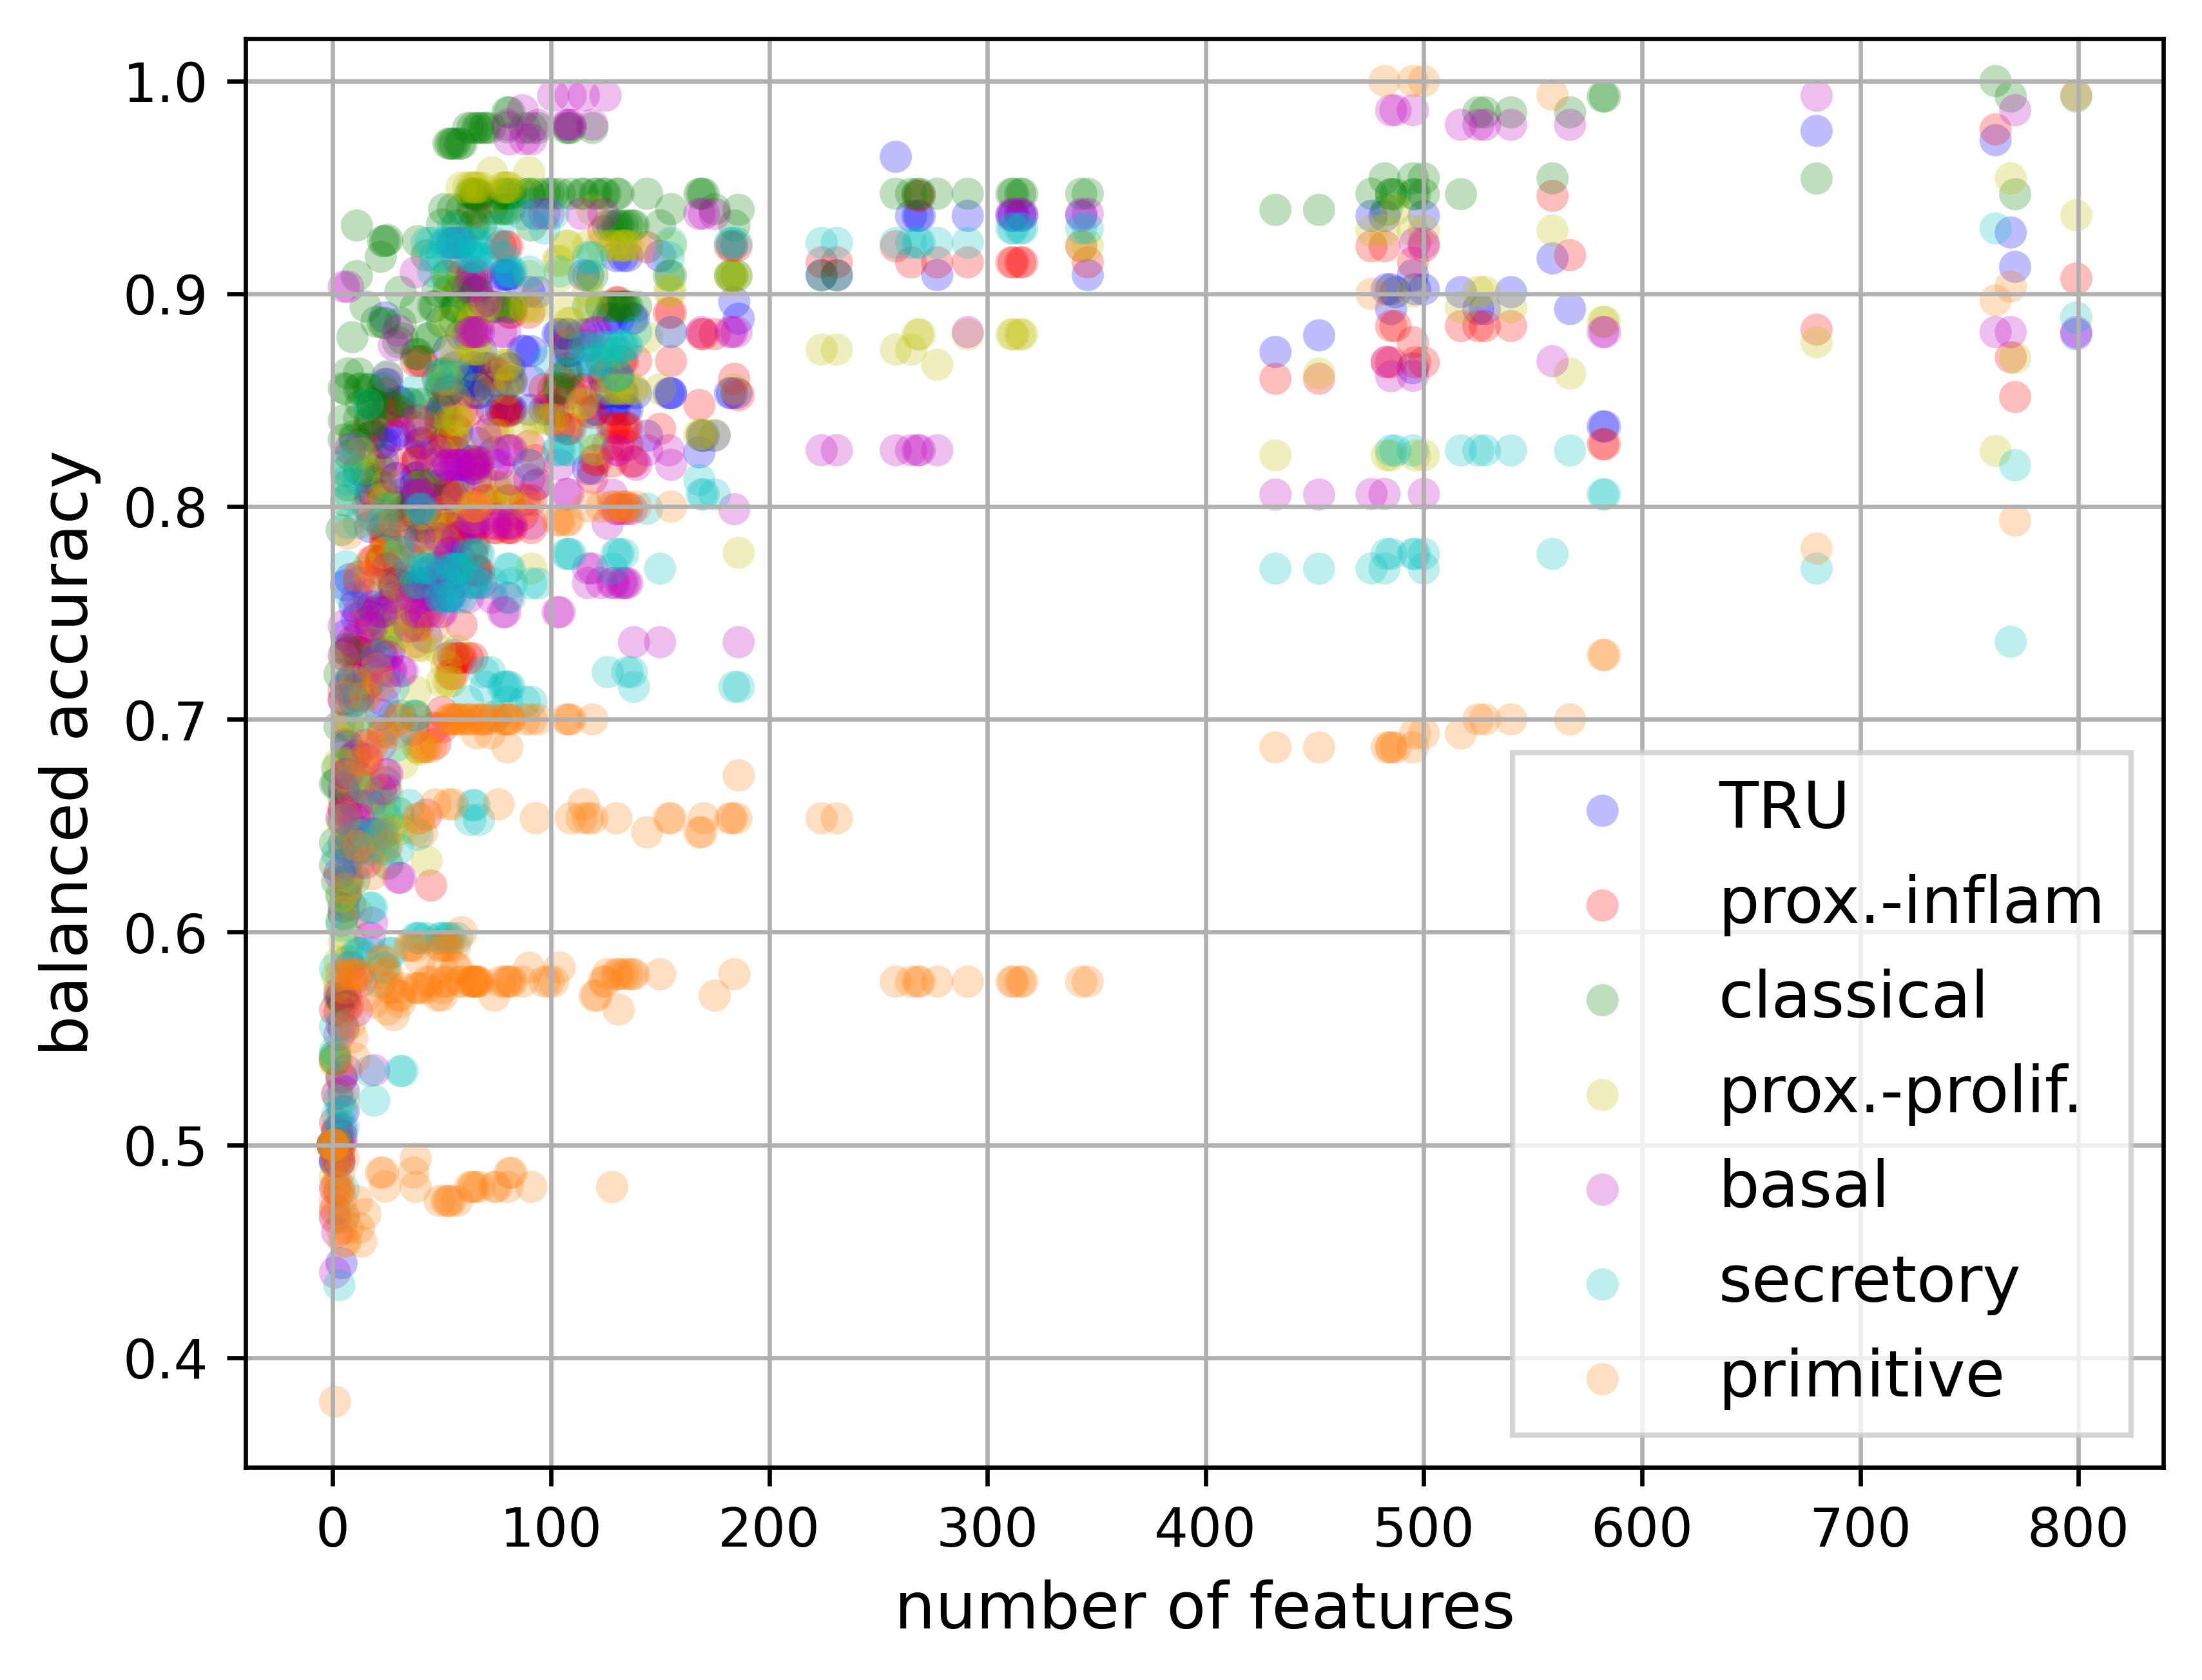 1.0
0.9
0.8
0.7
0.6
0.5
0.4
balanced accuracy
0 100 200 300 400 500 600 700 800
number of features
TRU
prox.-inflam
classical
prox.-prolif.
basal
secretory
primitive